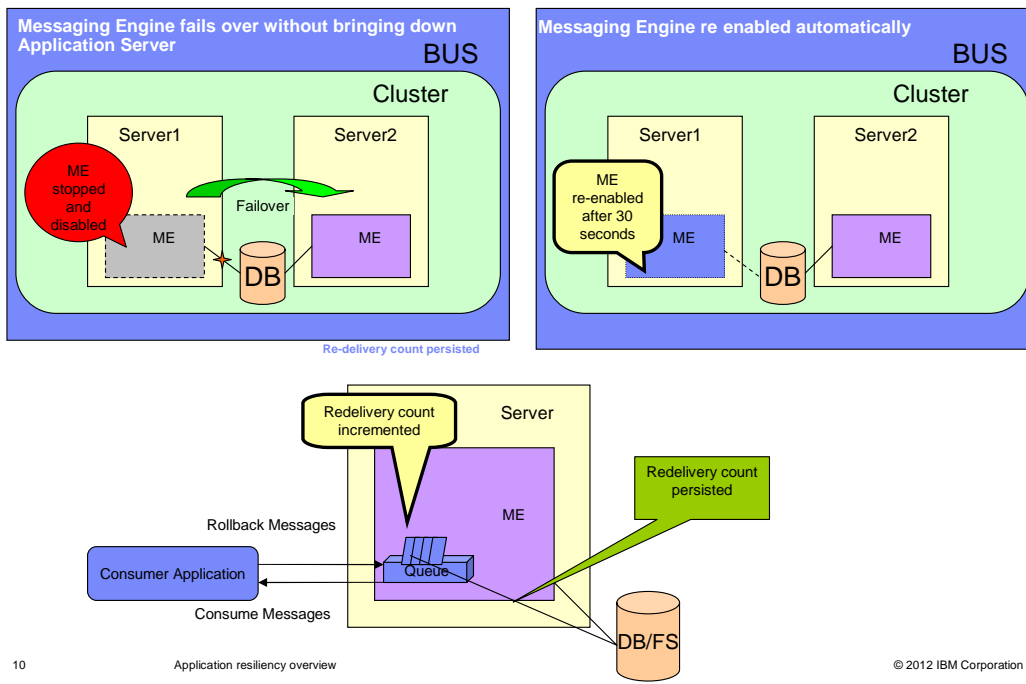 Messaging Engine fails over without bringing down
Application Server
BUS
Cluster
Server1
Server2
ME
stopped
and
disabled
Failover
ME
ME
DB
Messaging Engine re enabled automatically
BUS
Cluster
Server1
Server2
ME
re-enabled
after 30
seconds
ME
ME
DB
Re-delivery count persisted
Server
Redelivery count
incremented
Redelivery count
persisted
ME
Rollback Messages
Consumer Application
Queue
Consume Messages
DB/FS
10
Application resiliency overview
© 2012 IBM Corporation